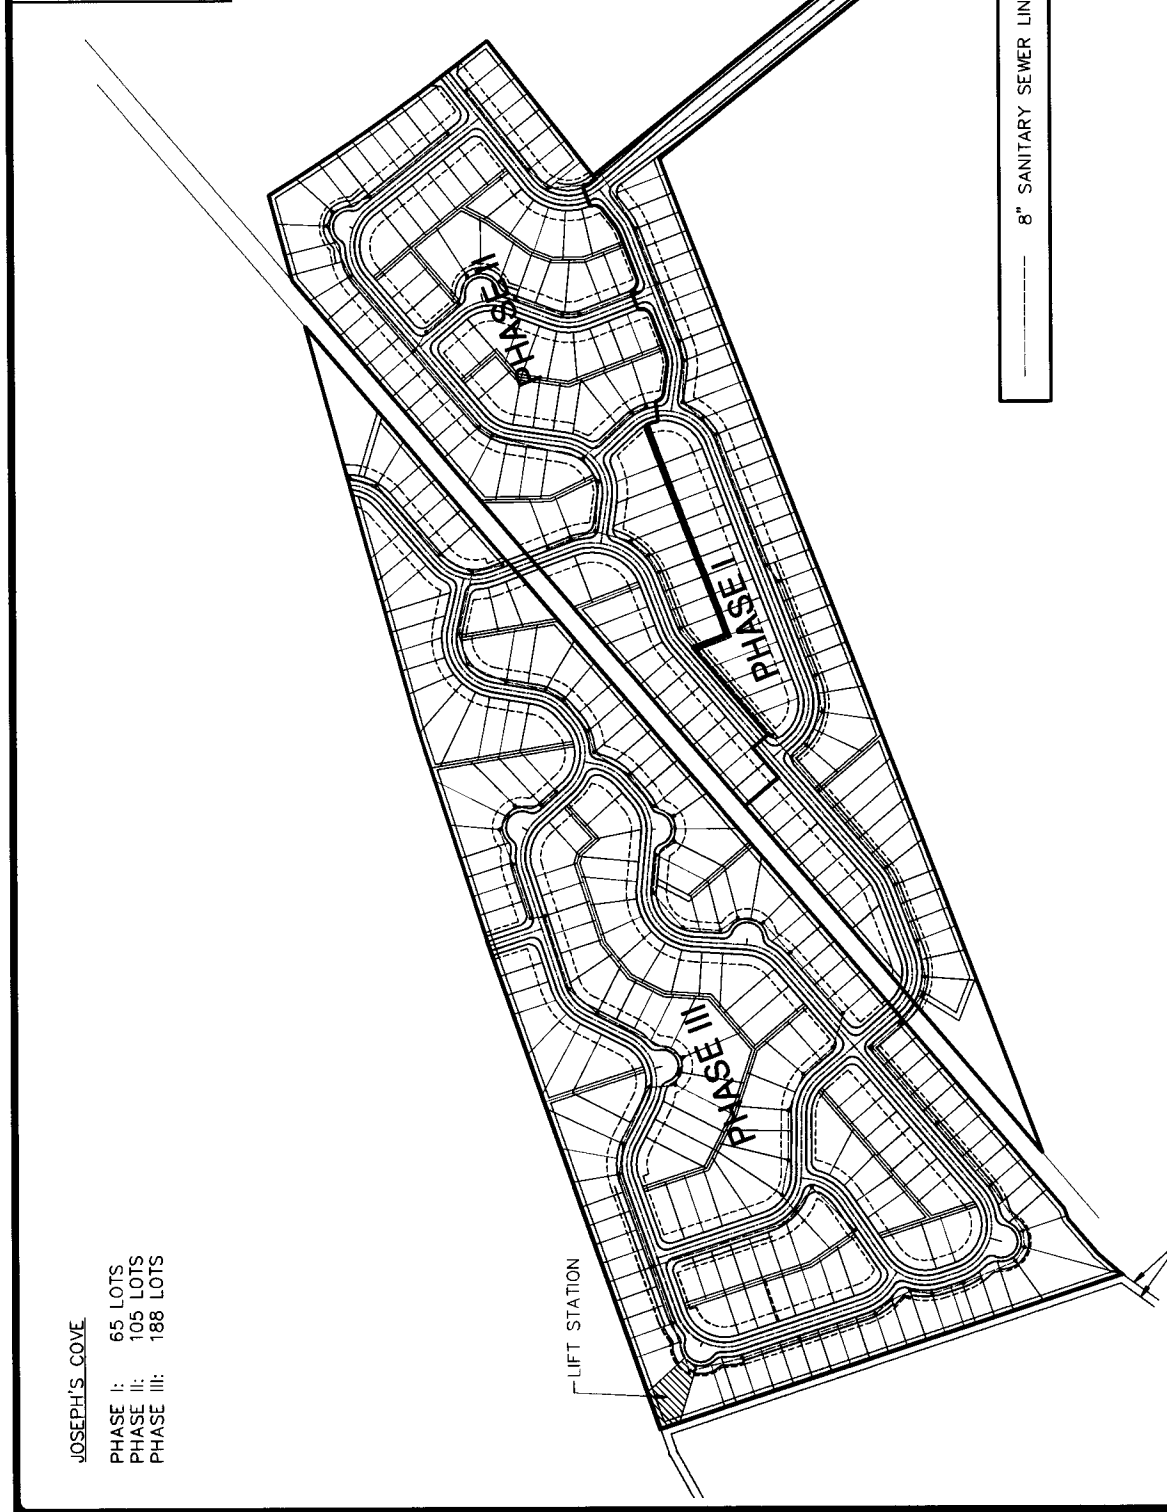 JOSEPH'S COVE
PHASE I: 65 LOTS
PHASE II: 105 LOTS
PHASE III: 188 LOTS
LIFT STATION
PHASE III
PHASE I
PHASE II
8" SANITARY SEWER LIN